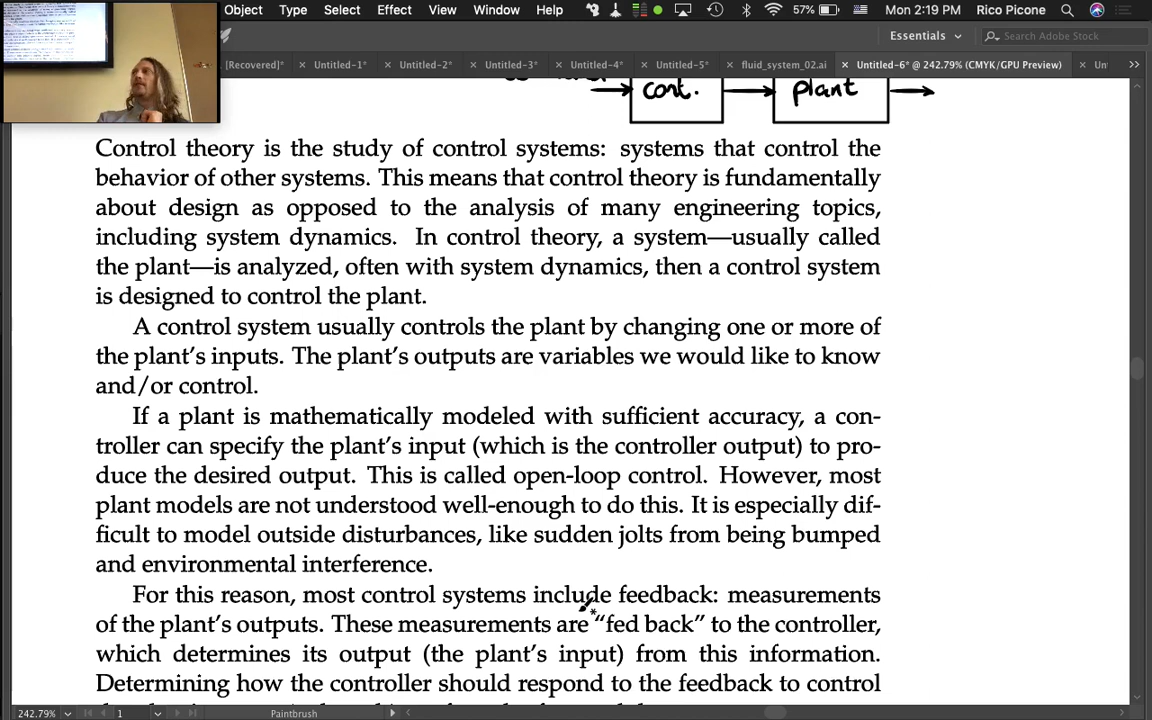 Object Type Select Effect View Window Help 57% Mon 2:19 PM Rico Picone
Essentials Search Adobe Stock
[Recovered]* Untitled-1* Untitled-2* Untitled-3* Untitled-5* fluid_system_02.ai Untitled-6* @ 242.79% (CMYK/GPU Preview)
cont. plant
Control theory is the study of control systems: systems that control the
behavior of other systems. This means that control theory is fundamentally
about design as opposed to the analysis of many engineering topics,
including system dynamics. In control theory, a system—usually called
the plant—is analyzed, often with system dynamics, then a control system
is designed to control the plant.
A control system usually controls the plant by changing one or more of
the plant's inputs. The plant's outputs are variables we would like to know
and/or control.
If a plant is mathematically modeled with sufficient accuracy, a con-
troller can specify the plant's input (which is the controller output) to pro-
duce the desired output. This is called open-loop control. However, most
plant models are not understood well-enough to do this. It is especially dif-
ficult to model outside disturbances, like sudden jolts from being bumped
and environmental interference.
For this reason, most control systems include feedback: measurements
of the plant's outputs. These measurements are "fed back" to the controller,
which determines its output (the plant's input) from this information.
Determining how the controller should respond to the feedback to control
242.79% 1 Paintbrush